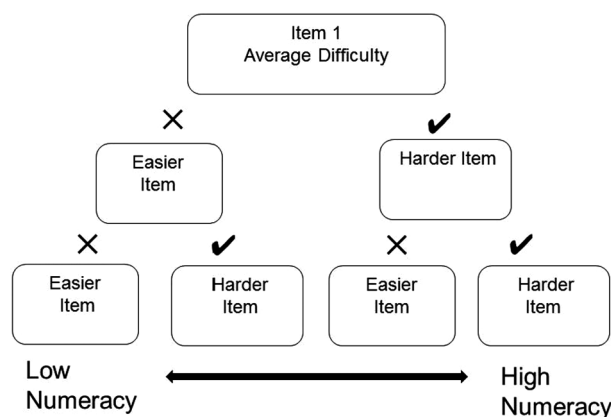 Item 1
Average Difficulty
Easier
Item
Harder Item
Easier
Item
Harder
Item
Easier
Item
Harder
Item
Low
Numeracy
High
Numeracy